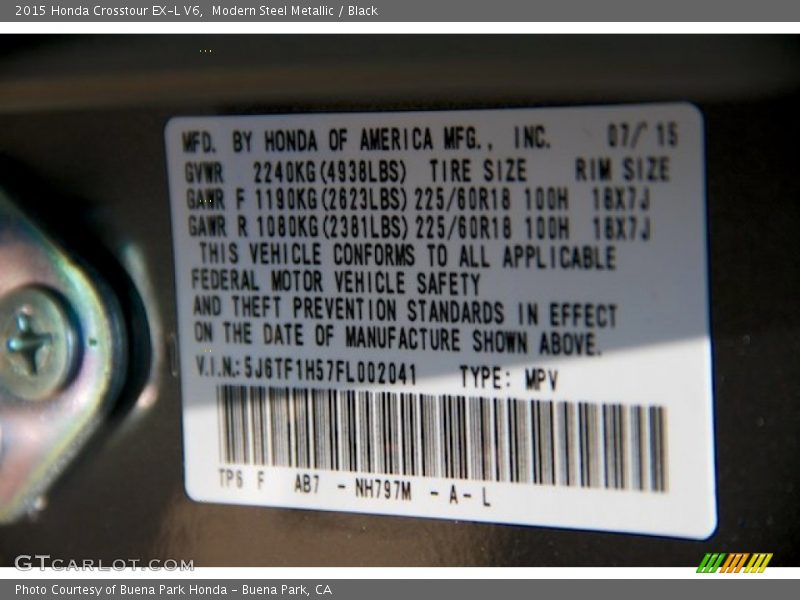 2015 Honda Crosstour EX-L V6, Modern Steel Metallic / Black
MFD. BY HONDA OF AMERICA MFG., INC. 07/ 15
GVWR 2240KG(4938LBS) TIRE SIZE RIM SIZE
GAWR F 1190KG(2623LBS) 225/60R18 100H 18X7J
GAWR R 1080KG(2381LBS) 225/60R18 100H 18X7J
THIS VEHICLE CONFORMS TO ALL APPLICABLE
FEDERAL MOTOR VEHICLE SAFETY
AND THEFT PREVENTION STANDARDS IN EFFECT
ON THE DATE OF MANUFACTURE SHOWN ABOVE.
V.I.N.: 5J6TF1H57FL002041 TYPE: MPV
TP6 F AB7 - NH797M - A- L
GTCARLOT.COM
Photo Courtesy of Buena Park Honda - Buena Park, CA